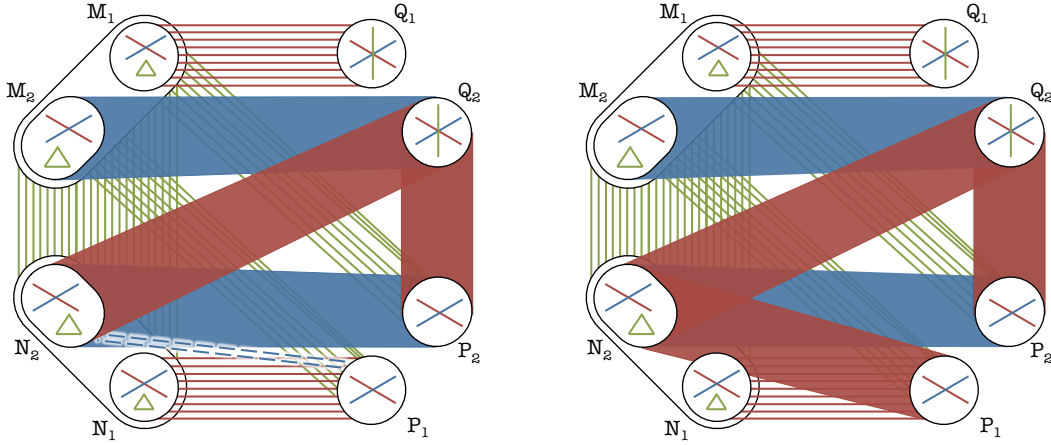 M₁ Q₁ M₁ Q₁
M₂ Q₂ M₂ Q₂
N₂ P₂ N₂ P₂
N₁ P₁ N₁ P₁